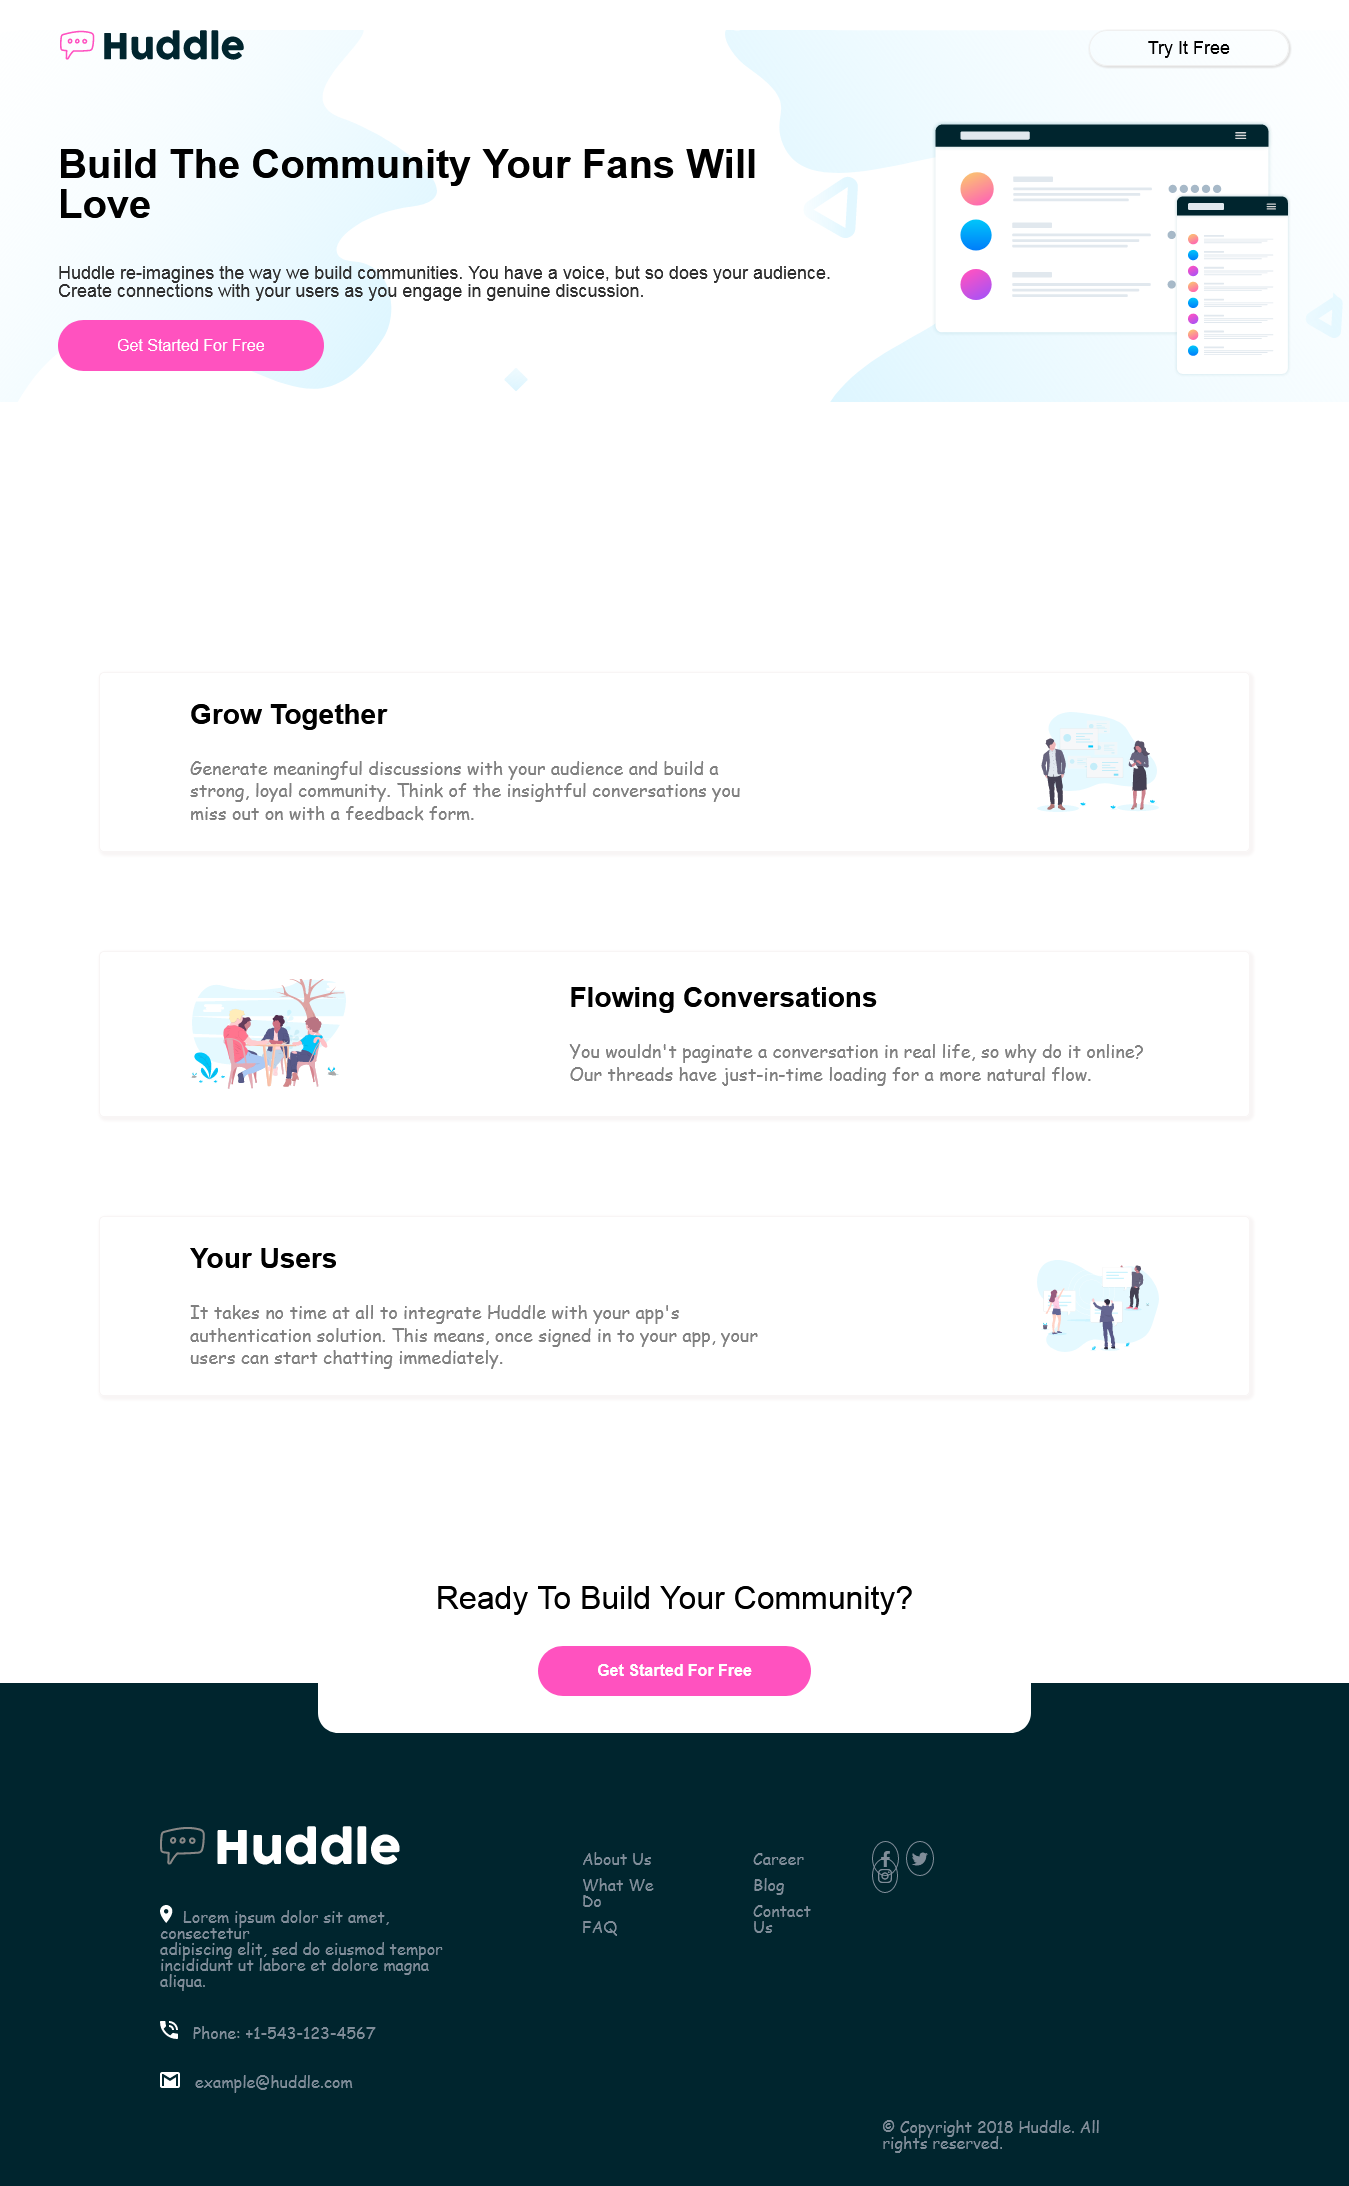 Huddle
Try It Free
Build The Community Your Fans Will
Love
Huddle re-imagines the way we build communities. You have a voice, but so does your audience.
Create connections with your users as you engage in genuine discussion.
Get Started For Free
Grow Together
Generate meaningful discussions with your audience and build a
strong, loyal community. Think of the insightful conversations you
miss out on with a feedback form.
Flowing Conversations
You wouldn't paginate a conversation in real life, so why do it online?
Our threads have just-in-time loading for a more natural flow.
Your Users
It takes no time at all to integrate Huddle with your app's
authentication solution. This means, once signed in to your app, your
users can start chatting immediately.
Ready To Build Your Community?
Get Started For Free
Huddle
Lorem ipsum dolor sit amet,
consectetur
adipiscing elit, sed do eiusmod tempor
incididunt ut labore et dolore magna
aliqua.
Phone: +1-543-123-4567
example@huddle.com
About Us
What We
Do
FAQ
Career
Blog
Contact
Us
© Copyright 2018 Huddle. All
rights reserved.